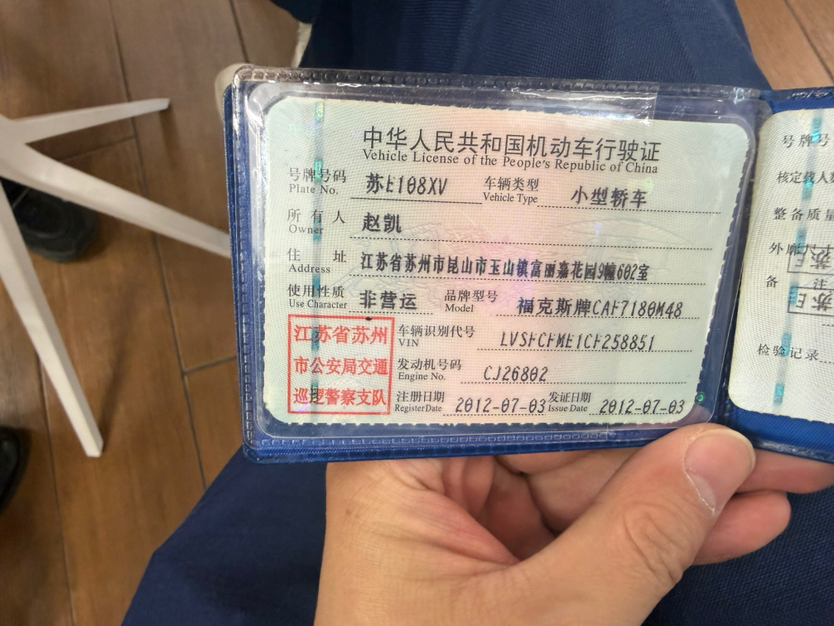 中华人民共和国机动车行驶证
Vehicle License of the People's Republic of China
号牌号码 苏E108XV 车辆类型 小型轿车
Plate No. Vehicle Type
所有人 赵凯
Owner
住址 江苏省苏州市昆山市玉山镇富丽嘉花园9幢602室
Address
使用性质 非营运 品牌型号 福克斯牌CAF7180M48
Use Character Model
江苏省苏州
市公安局交通
巡逻警察支队
车辆识别代号 LVSFCFME1CF258851
VIN
发动机号码 CJ26802
Engine No.
注册日期 2012-07-03 发证日期 2012-07-03
Register Date Issue Date
号牌号
核定载人数
整备质量
外廓
备注
检验记录